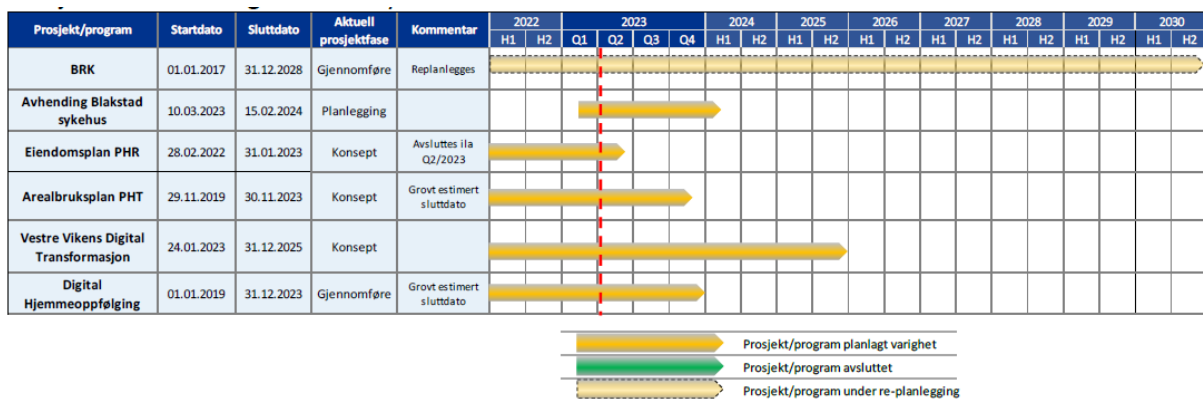 2022 2023 2024 2025 2026 2027 2028 2029 2030
Prosjekt/program Startdato Sluttdato Aktuell prosjektfase Kommentar H1 H2 Q1 Q2 Q3 Q4 H1 H2 H1 H2 H1 H2 H1 H2 H1 H2 H1 H2 H1 H2
BRK 01.01.2017 31.12.2028 Gjennomføre Replanlegges
Avhending Blakstad
sykehus 10.03.2023 15.02.2024 Planlegging
Eiendomsplan PHR 28.02.2022 31.01.2023 Konsept Avsluttes ila
Q2/2023
Arealbruksplan PHT 29.11.2019 30.11.2023 Konsept Grovt estimert
sluttdato
Vestre Vikens Digital
Transformasjon 24.01.2023 31.12.2025 Konsept
Digital
Hjemmeoppfølging 01.01.2019 31.12.2023 Gjennomføre Grovt estimert
sluttdato
Prosjekt/program planlagt varighet
Prosjekt/program avsluttet
Prosjekt/program under re-planlegging